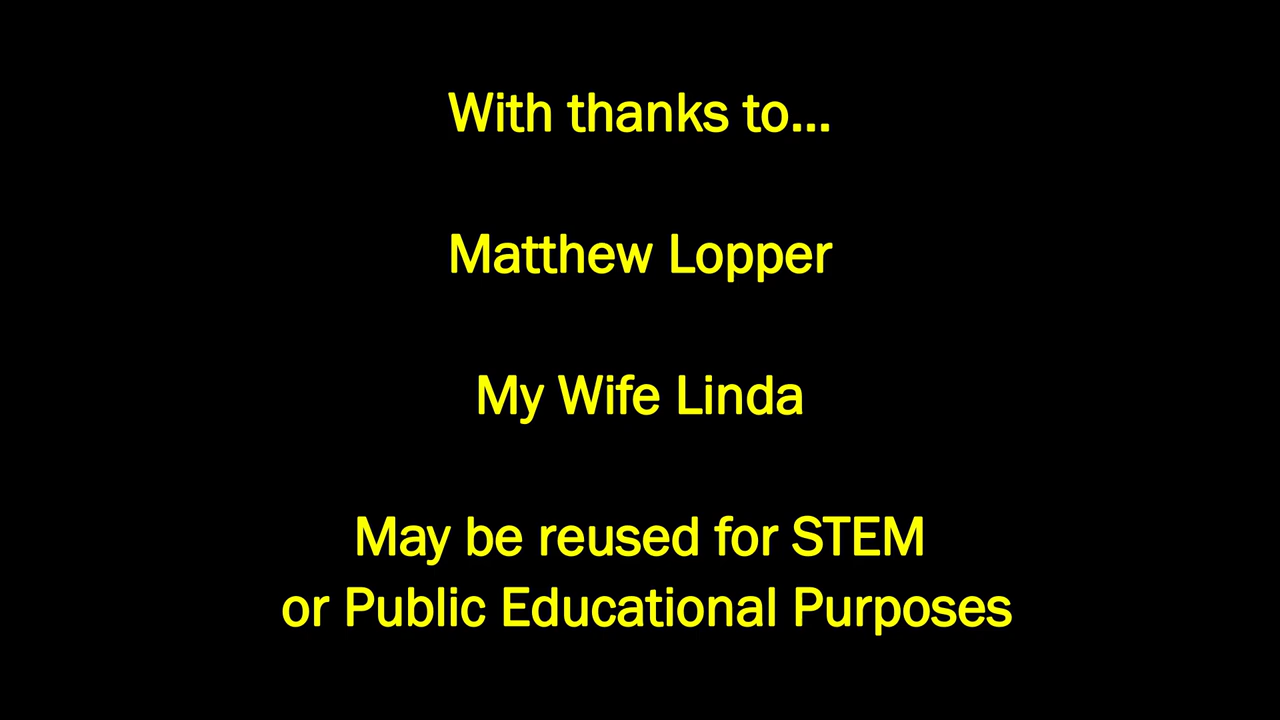 With thanks to...
Matthew Lopper
My Wife Linda
May be reused for STEM
or Public Educational Purposes